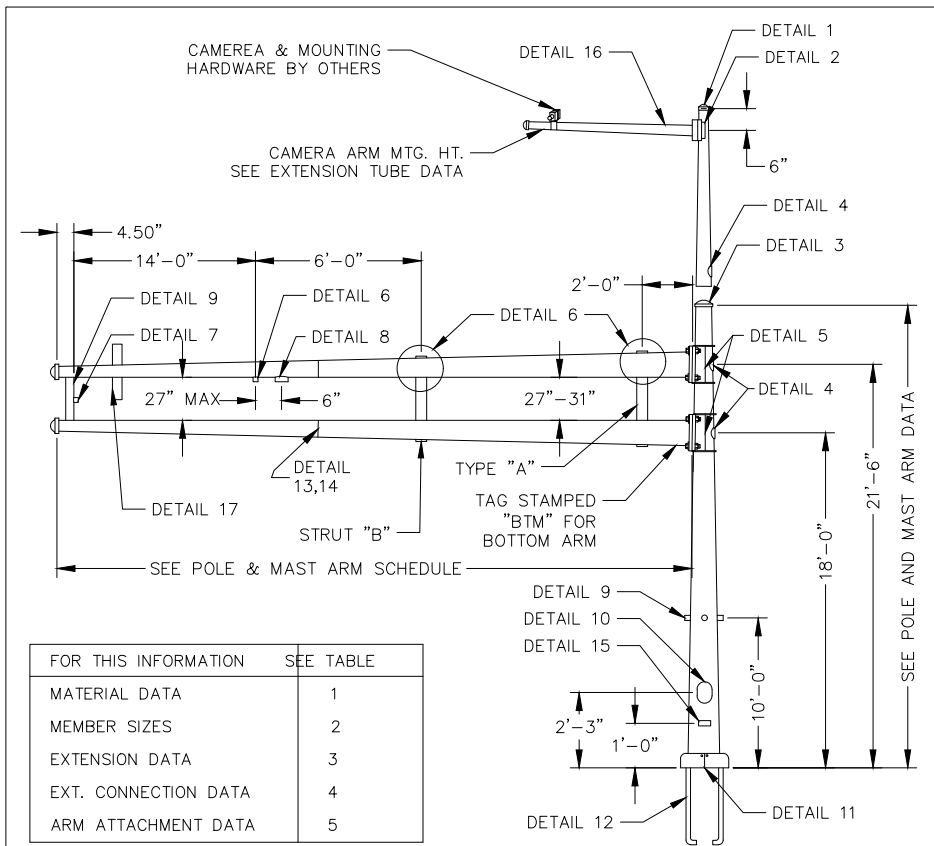 DETAIL 1
CAMEREA & MOUNTING
HARDWARE BY OTHERS
DETAIL 16
DETAIL 2
CAMERA ARM MTG. HT.
SEE EXTENSION TUBE DATA
6"
DETAIL 4
DETAIL 3
4.50"
14'-0"
6'-0"
2'-0"
DETAIL 9
DETAIL 6
DETAIL 6
DETAIL 7
DETAIL 8
DETAIL 5
DETAIL 4
27" MAX
6"
27"-31"
DETAIL
13,14
TYPE "A"
DETAIL 17
TAG STAMPED
"BTM" FOR
BOTTOM ARM
STRUT "B"
SEE POLE & MAST ARM SCHEDULE
18'-0"
21'-6"
SEE POLE AND MAST ARM DATA
DETAIL 9
DETAIL 10
DETAIL 15
10'-0"
2'-3"
1'-0"
DETAIL 12
DETAIL 11
FOR THIS INFORMATION SEE TABLE
MATERIAL DATA 1
MEMBER SIZES 2
EXTENSION DATA 3
EXT. CONNECTION DATA 4
ARM ATTACHMENT DATA 5